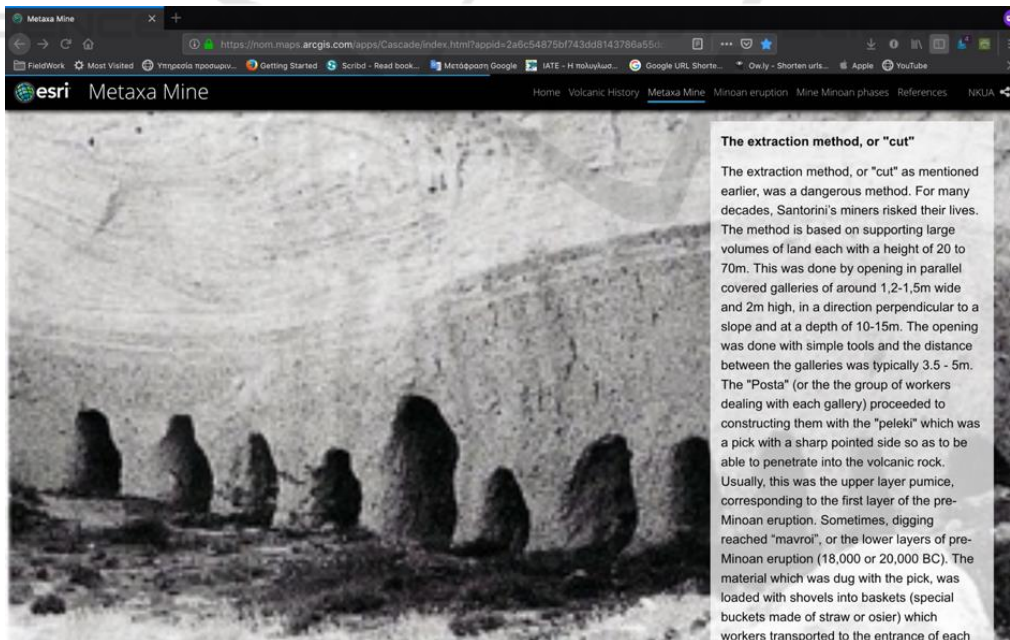 Metaxa Mine
https://nom.maps.arcgis.com/apps/Cascade/index.html?appid=2a6c54875bf743dd8143786a55d
FieldWork Most Visited Υπηρεσία προσωριν... Getting Started Scribd - Read book... Μετάφραση Google IATE - Η πολυγλωσ... Google URL Shorte... Ow.ly - Shorten urls... Apple YouTube
esri Metaxa Mine Home Volcanic History Metaxa Mine Minoan eruption Mine Minoan phases References NKUA
The extraction method, or "cut"
The extraction method, or "cut" as mentioned
earlier, was a dangerous method. For many
decades, Santorini's miners risked their lives.
The method is based on supporting large
volumes of land each with a height of 20 to
70m. This was done by opening in parallel
covered galleries of around 1,2-1,5m wide
and 2m high, in a direction perpendicular to a
slope and at a depth of 10-15m. The opening
was done with simple tools and the distance
between the galleries was typically 3.5 - 5m.
The "Posta" (or the the group of workers
dealing with each gallery) proceeded to
constructing them with the "peleki" which was
a pick with a sharp pointed side so as to be
able to penetrate into the volcanic rock.
Usually, this was the upper layer pumice,
corresponding to the first layer of the pre-
Minoan eruption. Sometimes, digging
reached "mavroi", or the lower layers of pre-
Minoan eruption (18,000 or 20,000 BC). The
material which was dug with the pick, was
loaded with shovels into baskets (special
buckets made of straw or osier) which
workers transported to the entrance of each